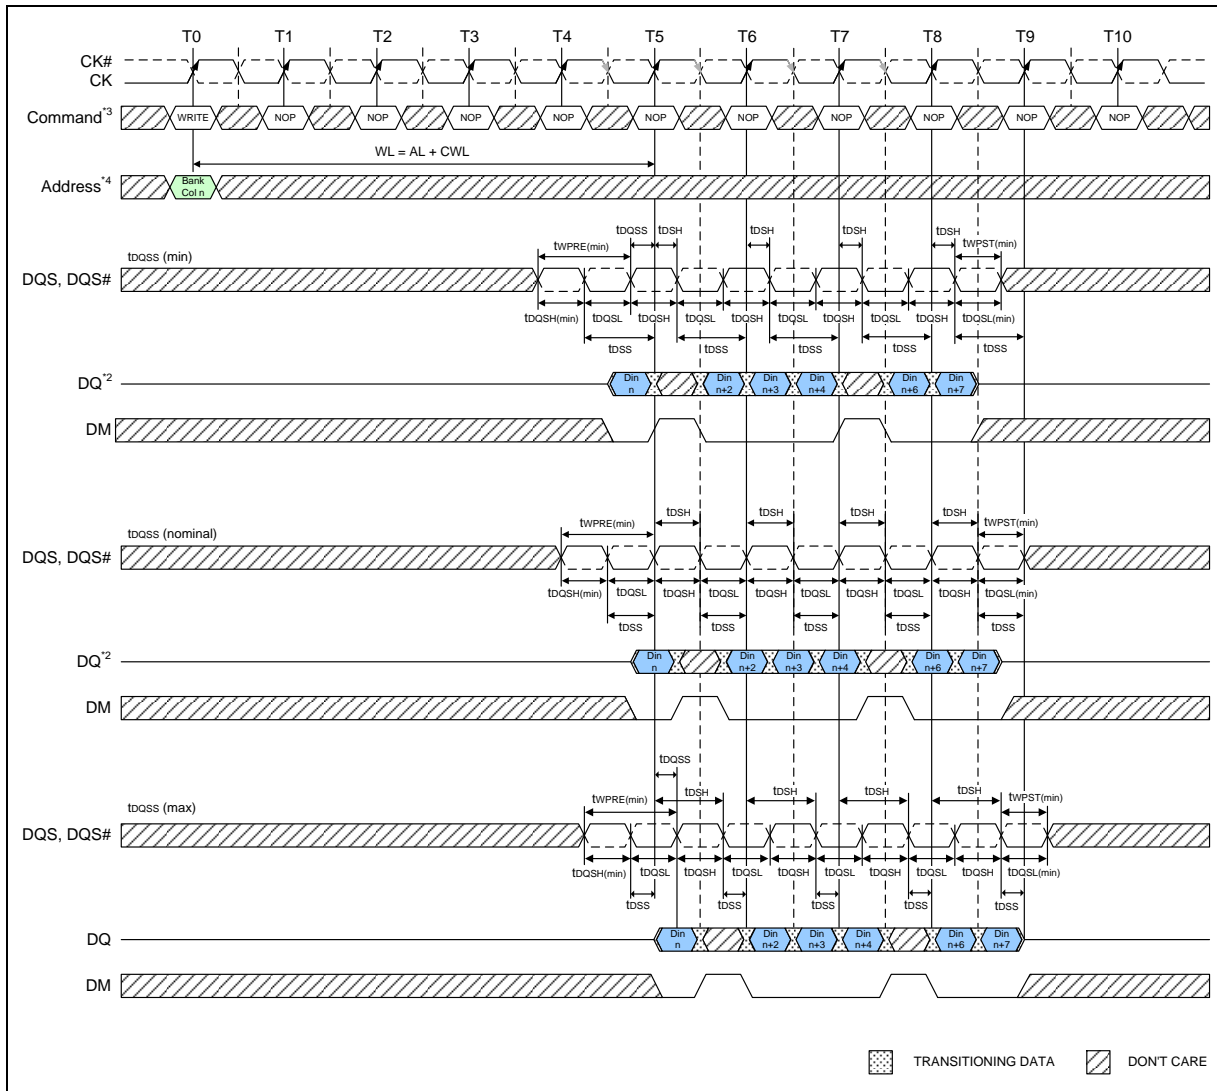 T0 T1 T2 T3 T4 T5 T6 T7 T8 T9 T10
CK#
CK
Command*3 WRITE NOP NOP NOP NOP NOP NOP NOP NOP NOP NOP
WL = AL + CWL
Address*4 Bank Col n
tDQSS tDSH tDSH tDSH tDSH
tWPRE(min) tWPST(min)
tDQSS (min)
DQS, DQS#
tDQSH(min) tDQSL tDQSH tDQSL tDQSH tDQSL tDQSH tDQSL tDQSH tDQSL(min)
tDSS tDSS tDSS tDSS tDSS
DQ*2 Din n Din n+2 Din n+3 Din n+4 Din n+6 Din n+7
DM
tDSH tDSH tDSH tDSH
tWPRE(min) tWPST(min)
tDQSS (nominal)
DQS, DQS#
tDQSH(min) tDQSL tDQSH tDQSL tDQSH tDQSL tDQSH tDQSL tDQSH tDQSL(min)
tDSS tDSS tDSS tDSS tDSS
DQ*2 Din n Din n+2 Din n+3 Din n+4 Din n+6 Din n+7
DM
tDQSS
tWPRE(min) tDSH tDSH tDSH tDSH tWPST(min)
tDQSS (max)
DQS, DQS#
tDQSH(min) tDQSL tDQSH tDQSL tDQSH tDQSL tDQSH tDQSL tDQSH tDQSL(min)
tDSS tDSS tDSS tDSS tDSS
DQ Din n Din n+2 Din n+3 Din n+4 Din n+6 Din n+7
DM
TRANSITIONING DATA DON'T CARE